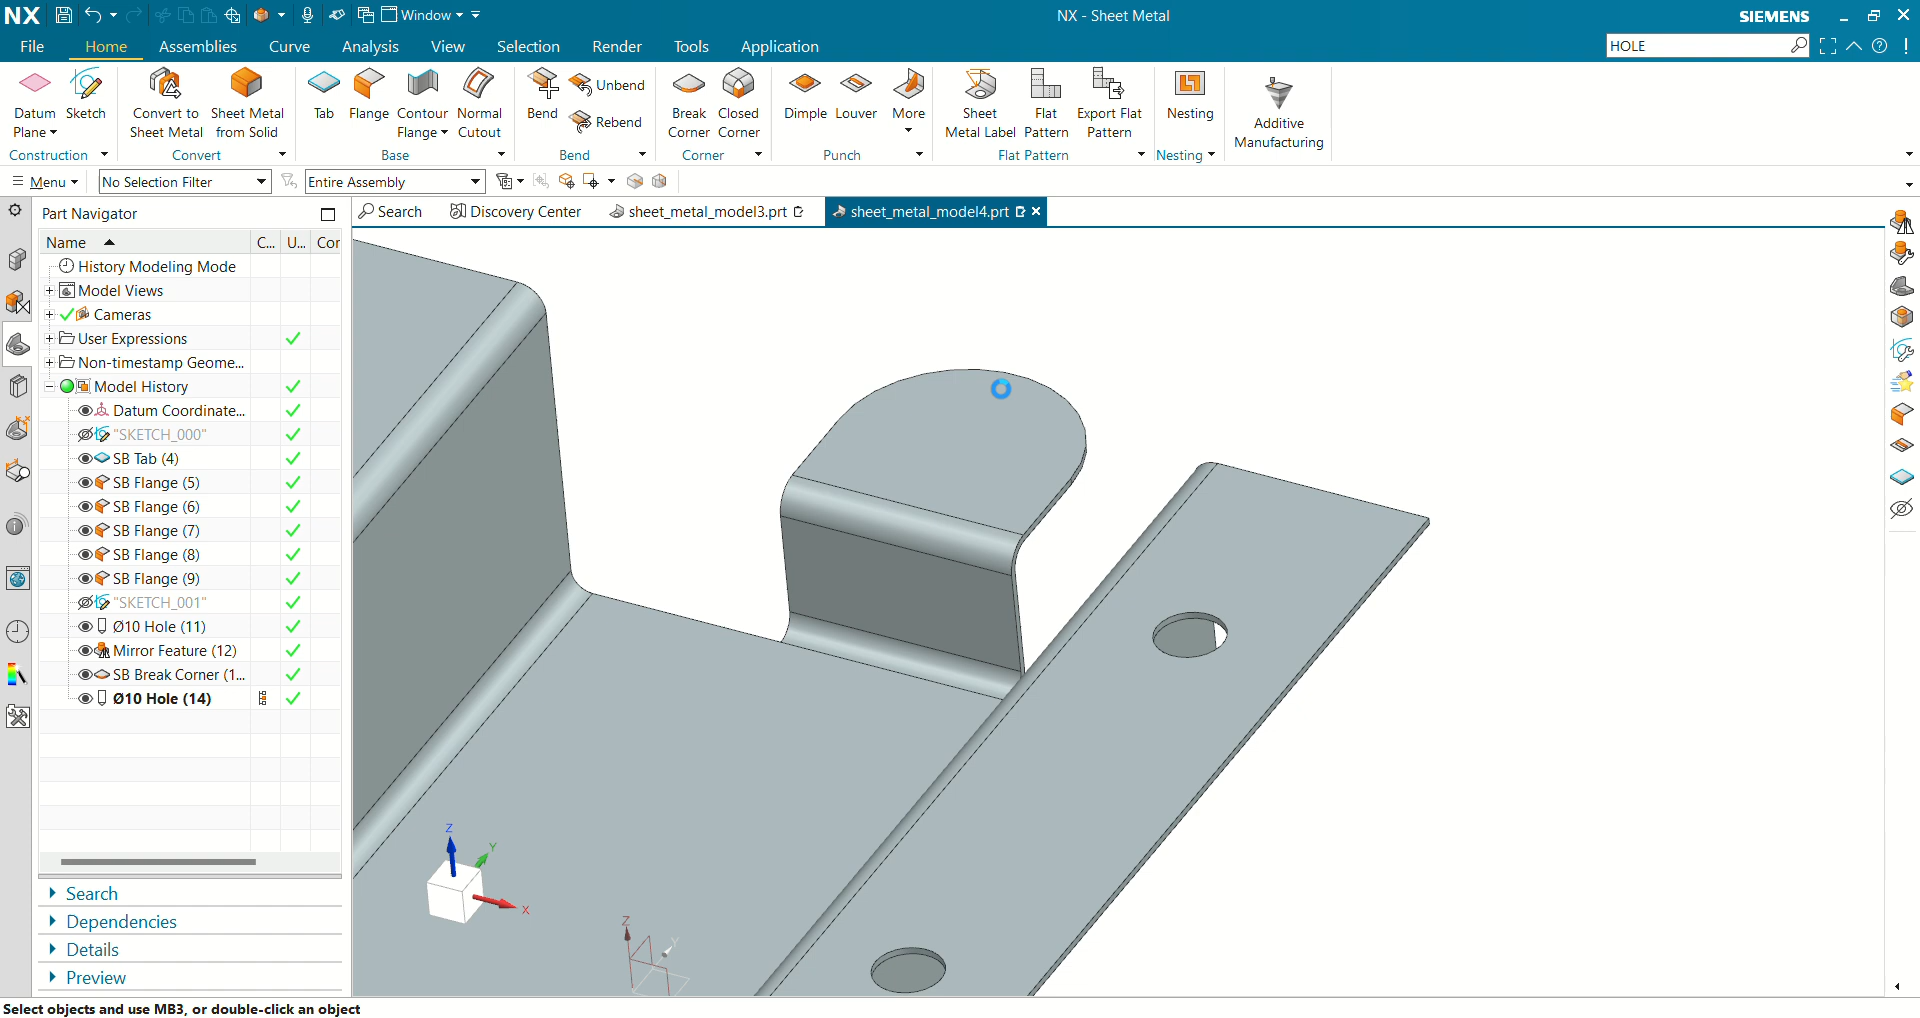 NX
Window
NX - Sheet Metal
SIEMENS
File
Home
Assemblies
Curve
Analysis
View
Selection
Render
Tools
Application
HOLE
Datum
Plane
Sketch
Construction
Convert to
Sheet Metal
Sheet Metal
from Solid
Convert
Tab
Flange
Contour
Flange
Normal
Cutout
Base
Bend
Unbend
Rebend
Bend
Break
Corner
Closed
Corner
Corner
Dimple
Louver
More
Punch
Sheet
Metal Label
Flat
Pattern
Export Flat
Pattern
Flat Pattern
Nesting
Nesting
Additive
Manufacturing
Menu
No Selection Filter
Entire Assembly
Part Navigator
Search
Discovery Center
sheet_metal_model3.prt
sheet_metal_model4.prt
Name
C...
U...
Cor
History Modeling Mode
Model Views
Cameras
User Expressions
Non-timestamp Geome...
Model History
Datum Coordinate...
"SKETCH_000"
SB Tab (4)
SB Flange (5)
SB Flange (6)
SB Flange (7)
SB Flange (8)
SB Flange (9)
"SKETCH_001"
Ø10 Hole (11)
Mirror Feature (12)
SB Break Corner (1...
Ø10 Hole (14)
Search
Dependencies
Details
Preview
Z
Y
X
Z
Y
Select objects and use MB3, or double-click an object